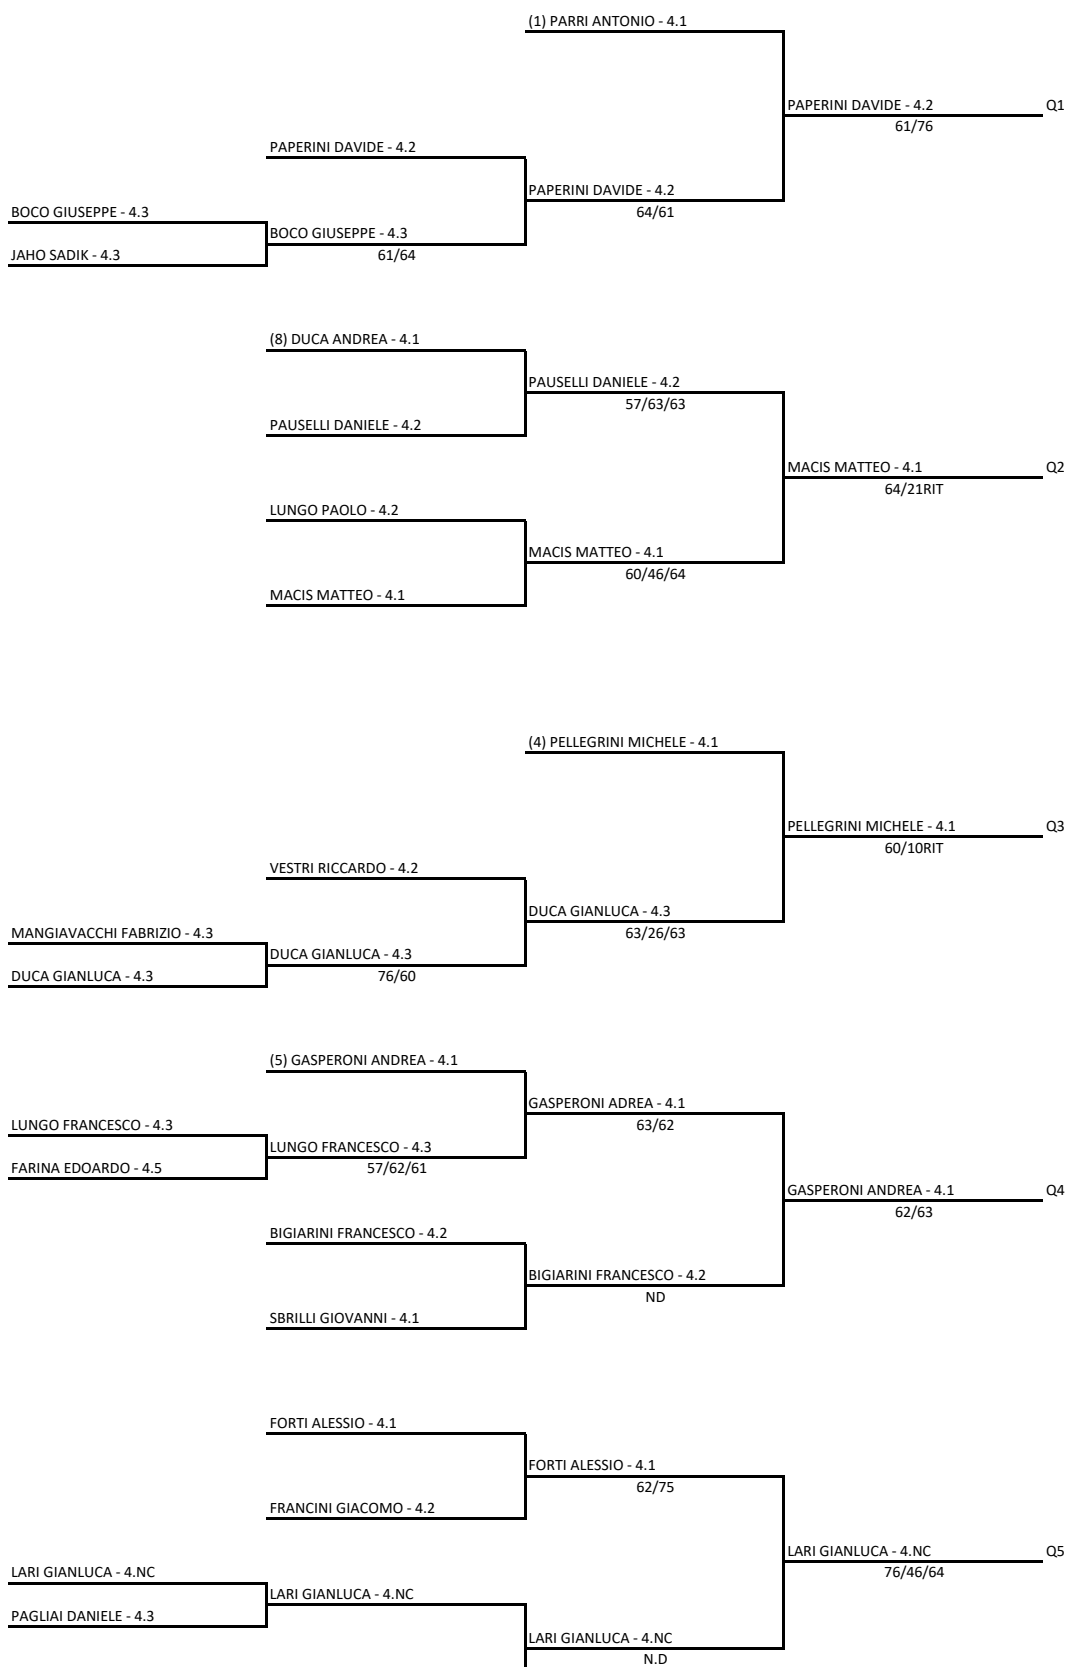 (1) PARRI ANTONIO - 4.1
PAPERINI DAVIDE - 4.2
Q1
61/76
PAPERINI DAVIDE - 4.2
PAPERINI DAVIDE - 4.2
64/61
BOCO GIUSEPPE - 4.3
BOCO GIUSEPPE - 4.3
61/64
JAHO SADIK - 4.3
(8) DUCA ANDREA - 4.1
PAUSELLI DANIELE - 4.2
57/63/63
PAUSELLI DANIELE - 4.2
MACIS MATTEO - 4.1
Q2
64/21RIT
LUNGO PAOLO - 4.2
MACIS MATTEO - 4.1
60/46/64
MACIS MATTEO - 4.1
(4) PELLEGRINI MICHELE - 4.1
PELLEGRINI MICHELE - 4.1
Q3
60/10RIT
VESTRI RICCARDO - 4.2
DUCA GIANLUCA - 4.3
63/26/63
MANGIAVACCHI FABRIZIO - 4.3
DUCA GIANLUCA - 4.3
76/60
DUCA GIANLUCA - 4.3
(5) GASPERONI ANDREA - 4.1
GASPERONI ADREA - 4.1
63/62
LUNGO FRANCESCO - 4.3
LUNGO FRANCESCO - 4.3
57/62/61
FARINA EDOARDO - 4.5
GASPERONI ANDREA - 4.1
Q4
62/63
BIGIARINI FRANCESCO - 4.2
BIGIARINI FRANCESCO - 4.2
ND
SBRILLI GIOVANNI - 4.1
FORTI ALESSIO - 4.1
FORTI ALESSIO - 4.1
62/75
FRANCINI GIACOMO - 4.2
LARI GIANLUCA - 4.NC
Q5
76/46/64
LARI GIANLUCA - 4.NC
LARI GIANLUCA - 4.NC
PAGLIAI DANIELE - 4.3
LARI GIANLUCA - 4.NC
N.D